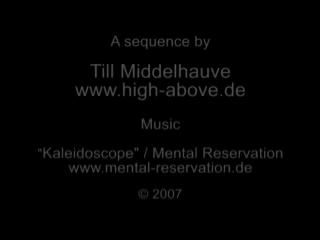 A sequence by
Till Middelhauve
www.high-above.de
Music
"Kaleidoscope" / Mental Reservation
www.mental-reservation.de
© 2007